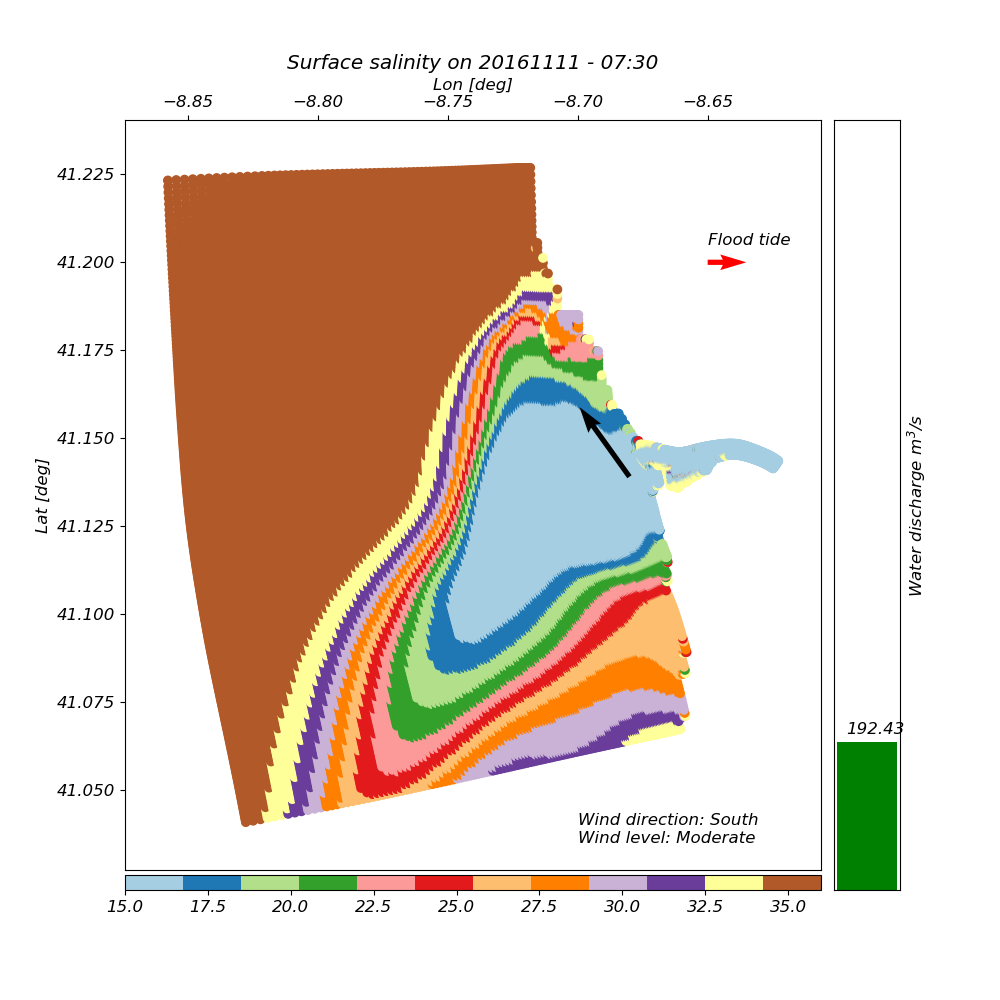 Surface salinity on 20161111 - 07:30
Lon [deg]
−8.85 −8.80 −8.75 −8.70 −8.65
41.225
41.200
41.175
41.150
41.125
41.100
41.075
41.050
Lat [deg]
Flood tide
Wind direction: South
Wind level: Moderate
192.43
Water discharge m³/s
15.0 17.5 20.0 22.5 25.0 27.5 30.0 32.5 35.0